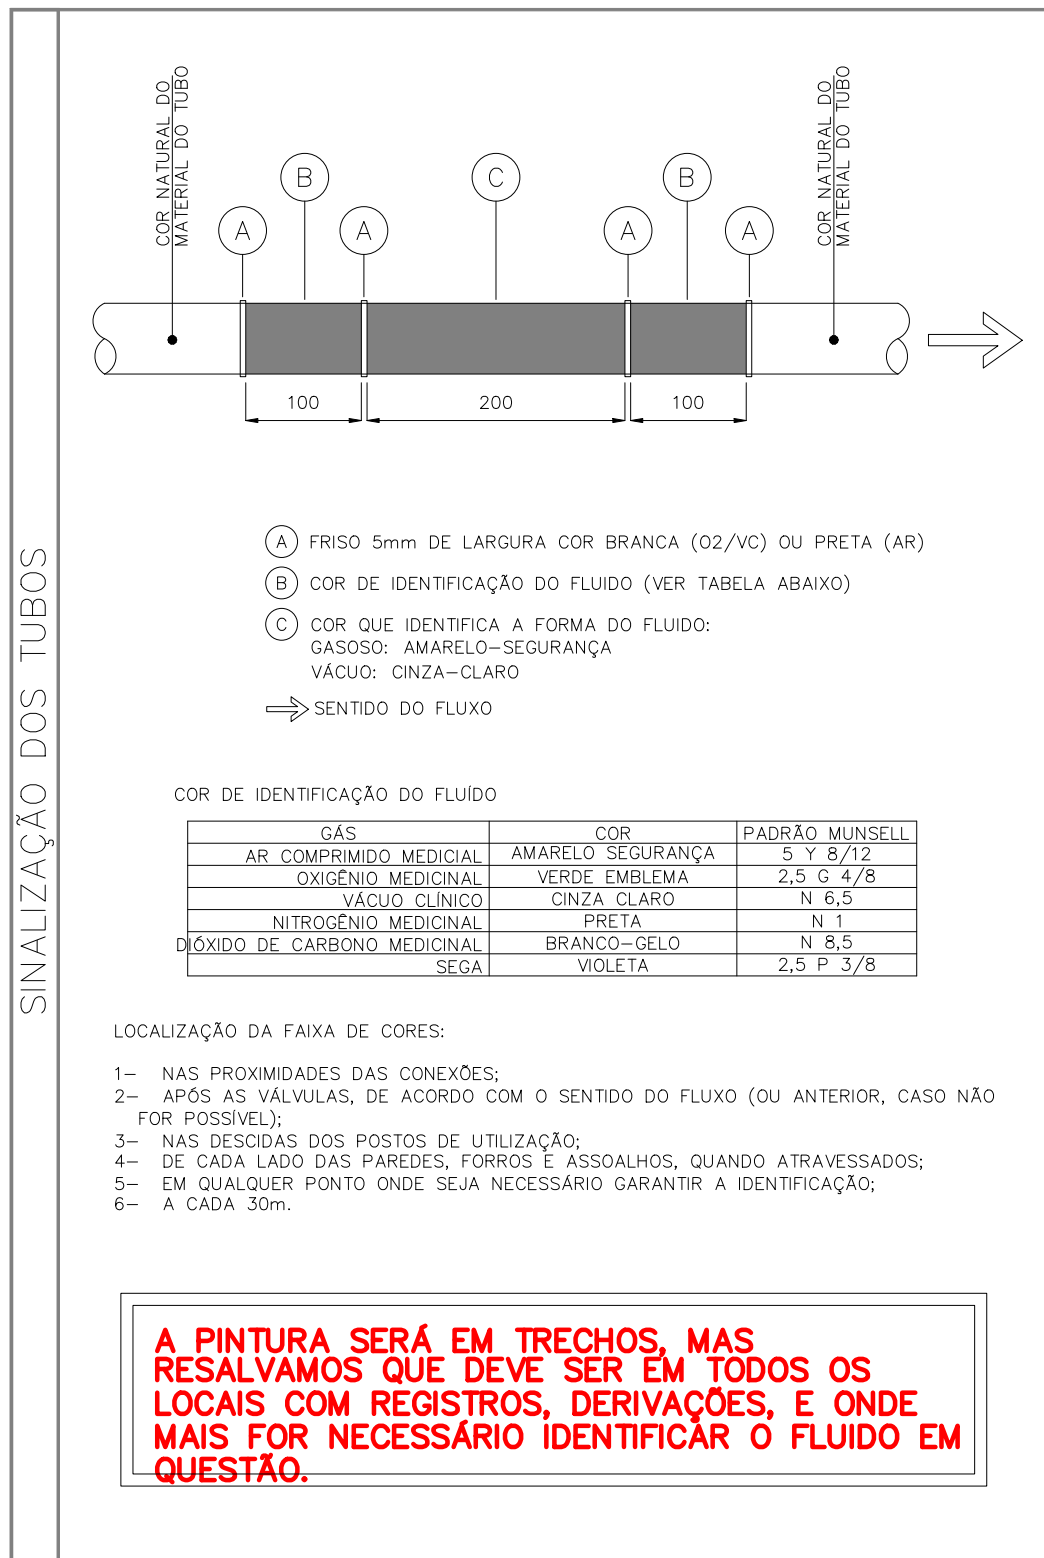 SINALIZAÇÃO DOS TUBOS
COR NATURAL DO
MATERIAL DO TUBO
COR NATURAL DO
MATERIAL DO TUBO
B
C
B
A
A
A
A
100
200
100
A FRISO 5mm DE LARGURA COR BRANCA (O2/VC) OU PRETA (AR)
B COR DE IDENTIFICAÇÃO DO FLUIDO (VER TABELA ABAIXO)
C COR QUE IDENTIFICA A FORMA DO FLUIDO:
GASOSO: AMARELO-SEGURANÇA
VÁCUO: CINZA-CLARO
SENTIDO DO FLUXO
COR DE IDENTIFICAÇÃO DO FLUÍDO
GÁS COR PADRÃO MUNSELL
AR COMPRIMIDO MEDICIAL AMARELO SEGURANÇA 5 Y 8/12
OXIGÊNIO MEDICINAL VERDE EMBLEMA 2,5 G 4/8
VÁCUO CLÍNICO CINZA CLARO N 6,5
NITROGÊNIO MEDICINAL PRETA N 1
DIÓXIDO DE CARBONO MEDICINAL BRANCO-GELO N 8,5
SEGA VIOLETA 2,5 P 3/8
LOCALIZAÇÃO DA FAIXA DE CORES:
1- NAS PROXIMIDADES DAS CONEXÕES;
2- APÓS AS VÁLVULAS, DE ACORDO COM O SENTIDO DO FLUXO (OU ANTERIOR, CASO NÃO
FOR POSSÍVEL);
3- NAS DESCIDAS DOS POSTOS DE UTILIZAÇÃO;
4- DE CADA LADO DAS PAREDES, FORROS E ASSOALHOS, QUANDO ATRAVESSADOS;
5- EM QUALQUER PONTO ONDE SEJA NECESSÁRIO GARANTIR A IDENTIFICAÇÃO;
6- A CADA 30m.
A PINTURA SERÁ EM TRECHOS, MAS
RESALVAMOS QUE DEVE SER EM TODOS OS
LOCAIS COM REGISTROS, DERIVAÇÕES, E ONDE
MAIS FOR NECESSÁRIO IDENTIFICAR O FLUIDO EM
QUESTÃO.